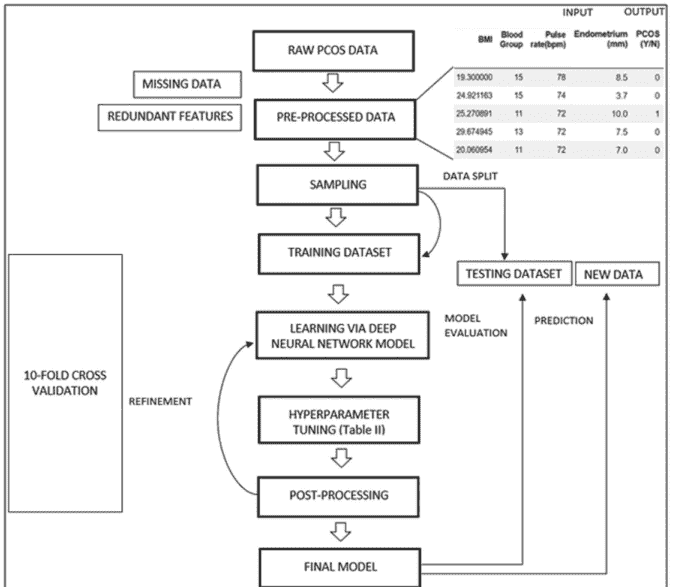 INPUT OUTPUT
BMI Blood Group Pulse rate(bpm) Endometrium (mm) PCOS (Y/N)
19.300000 15 78 8.5 0
24.921163 15 74 3.7 0
25.270891 11 72 10.0 1
29.674945 13 72 7.5 0
20.060954 11 72 7.0 0
RAW PCOS DATA
MISSING DATA
REDUNDANT FEATURES
PRE-PROCESSED DATA
SAMPLING
DATA SPLIT
TRAINING DATASET
TESTING DATASET
NEW DATA
LEARNING VIA DEEP
NEURAL NETWORK MODEL
MODEL
EVALUATION
PREDICTION
10-FOLD CROSS
VALIDATION
REFINEMENT
HYPERPARAMETER
TUNING (Table II)
POST-PROCESSING
FINAL MODEL